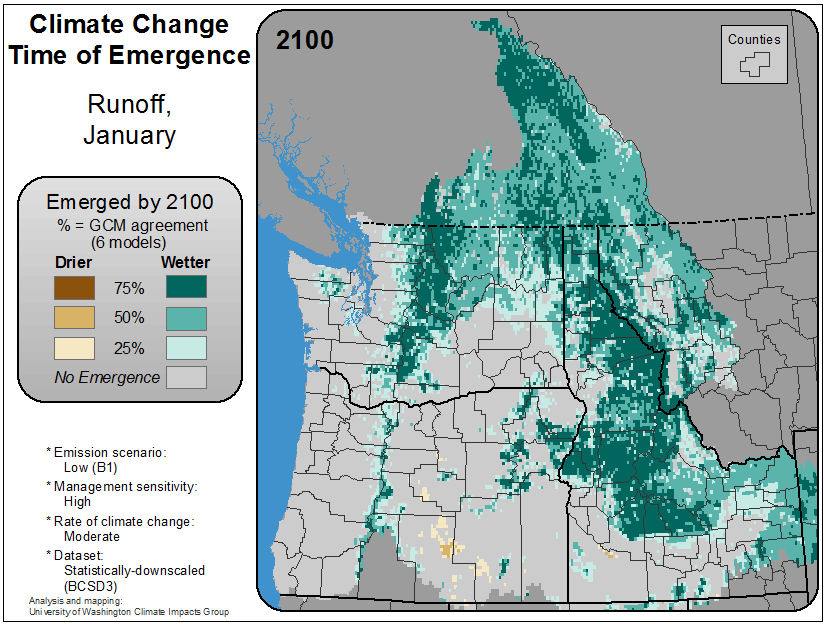 Climate Change
Time of Emergence
Runoff,
January
Emerged by 2100
% = GCM agreement
(6 models)
Drier Wetter
75%
50%
25%
No Emergence
* Emission scenario:
Low (B1)
* Management sensitivity:
High
* Rate of climate change:
Moderate
* Dataset:
Statistically-downscaled
(BCSD3)
Analysis and mapping:
University of Washington Climate Impacts Group
2100
Counties